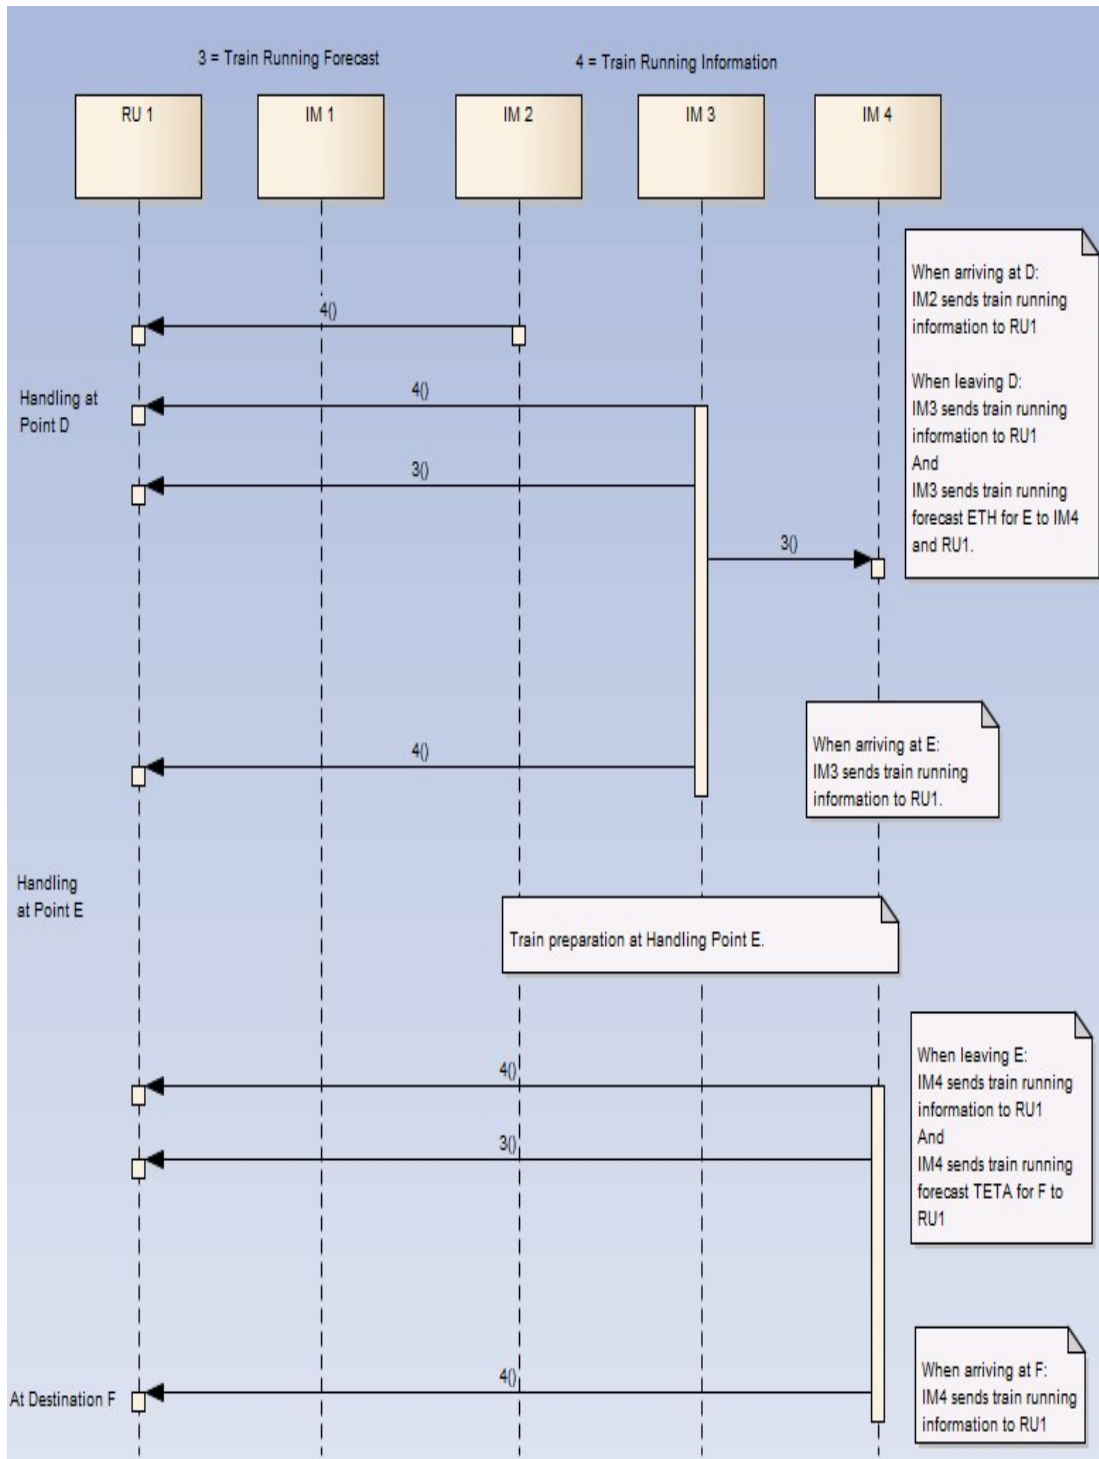 3 = Train Running Forecast
4 = Train Running Information
RU 1
IM 1
IM 2
IM 3
IM 4
When arriving at D:
IM2 sends train running
information to RU1
When leaving D:
IM3 sends train running
information to RU1
And
IM3 sends train running
forecast ETH for E to IM4
and RU1.
4()
Handling at
Point D
4()
3()
3()
When arriving at E:
IM3 sends train running
information to RU1.
4()
Handling
at Point E
Train preparation at Handling Point E.
When leaving E:
IM4 sends train running
information to RU1
And
IM4 sends train running
forecast TETA for F to
RU1
4()
3()
When arriving at F:
IM4 sends train running
information to RU1
4()
At Destination F